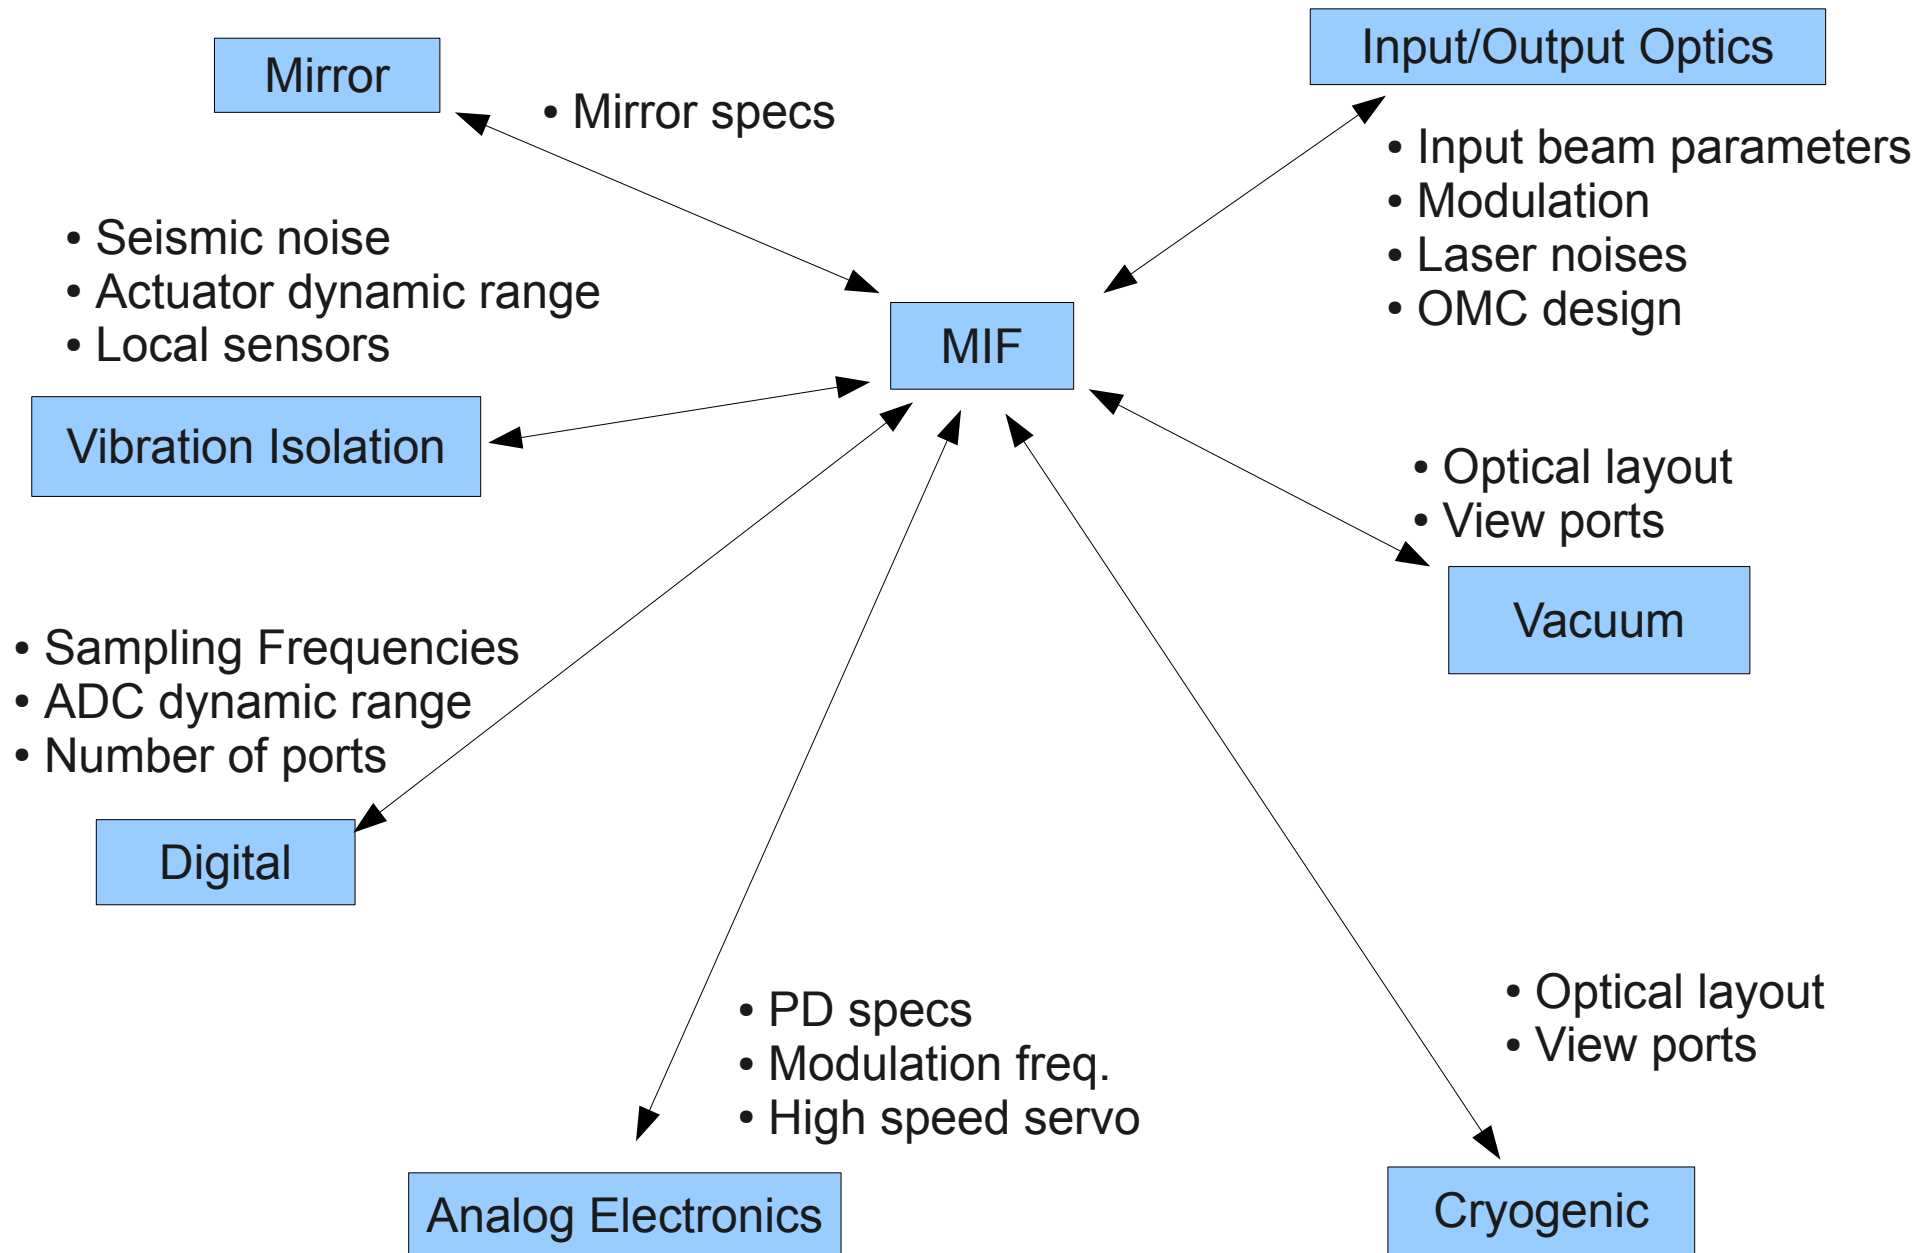 Mirror
• Mirror specs
Input/Output Optics
• Input beam parameters
• Modulation
• Laser noises
• OMC design
• Seismic noise
• Actuator dynamic range
• Local sensors
MIF
Vibration Isolation
• Optical layout
• View ports
Vacuum
• Sampling Frequencies
• ADC dynamic range
• Number of ports
Digital
• PD specs
• Modulation freq.
• High speed servo
• Optical layout
• View ports
Analog Electronics
Cryogenic